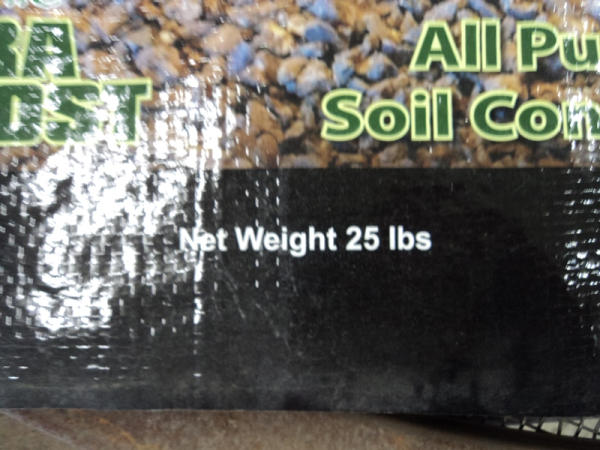 All Pu
Soil Con
Net Weight 25 lbs